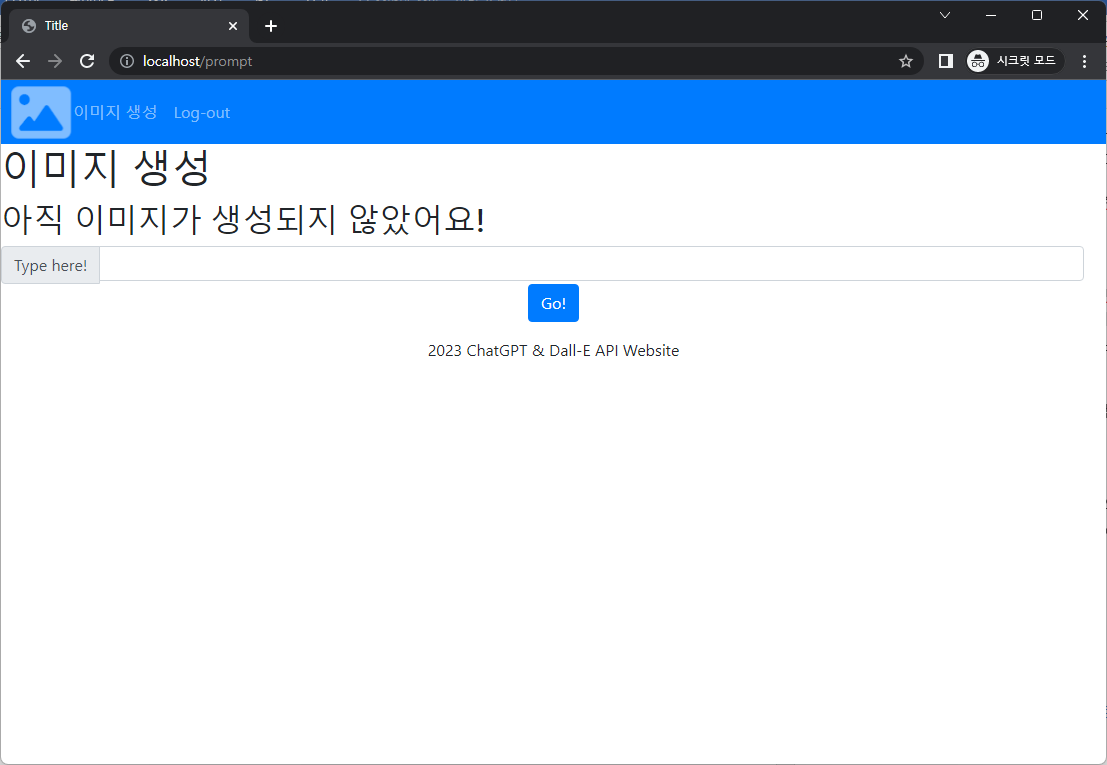 Title
localhost/prompt
시크릿 모드
이미지 생성 Log-out
이미지 생성
아직 이미지가 생성되지 않았어요!
Type here!
Go!
2023 ChatGPT & Dall-E API Website